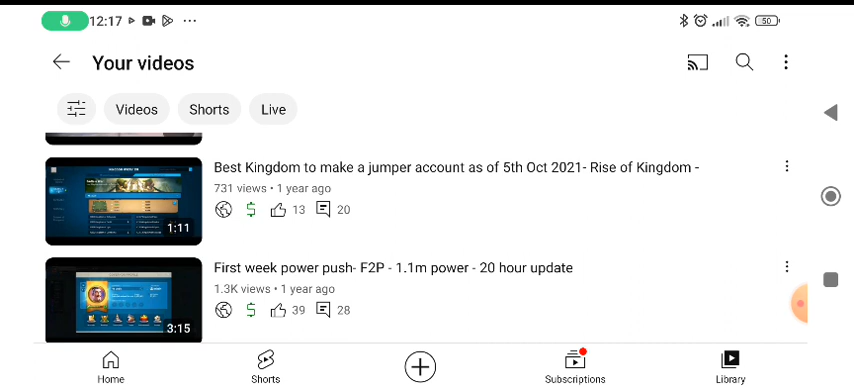 12:17
50
Your videos
Videos
Shorts
Live
Best Kingdom to make a jumper account as of 5th Oct 2021- Rise of Kingdom -
731 views • 1 year ago
$ 13 20
1:11
First week power push- F2P - 1.1m power - 20 hour update
1.3K views • 1 year ago
$ 39 28
3:15
Home
Shorts
Subscriptions
Library